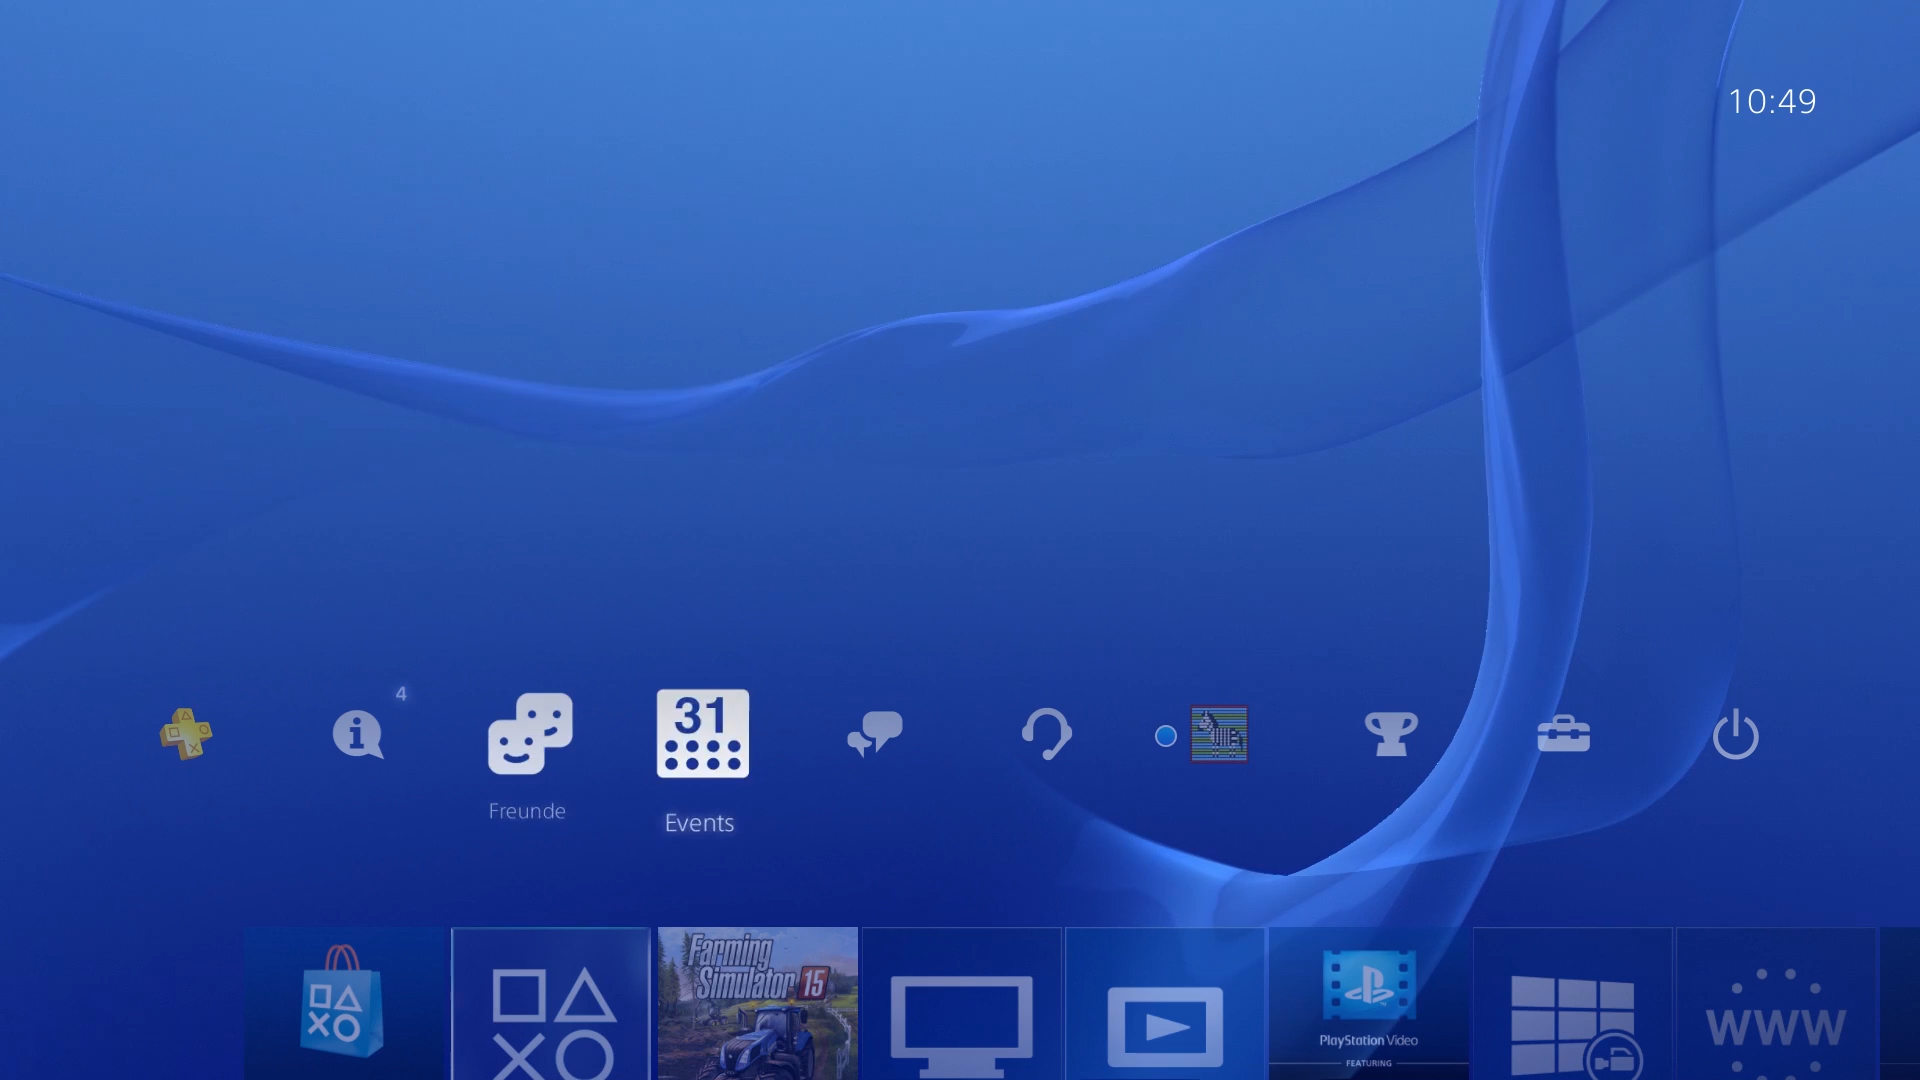 10:49
4
31
Freunde
Events
Farming
Simulator 15
PlayStation Video
FEATURING
WWW